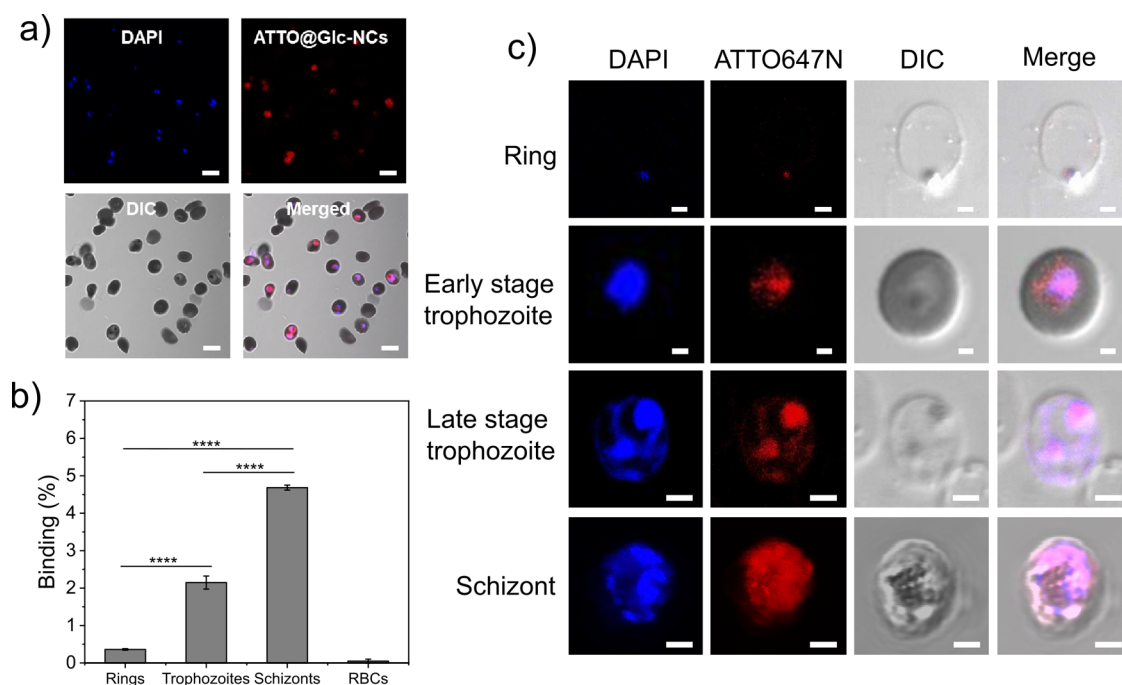 a)
DAPI
ATTO@Glc-NCs
DIC
Merged
b)
Binding (%)
7
6
5
4
3
2
1
0
****
****
****
Rings
Trophozoites
Schizonts
RBCs
c)
DAPI
ATTO647N
DIC
Merge
Ring
Early stage
trophozoite
Late stage
trophozoite
Schizont